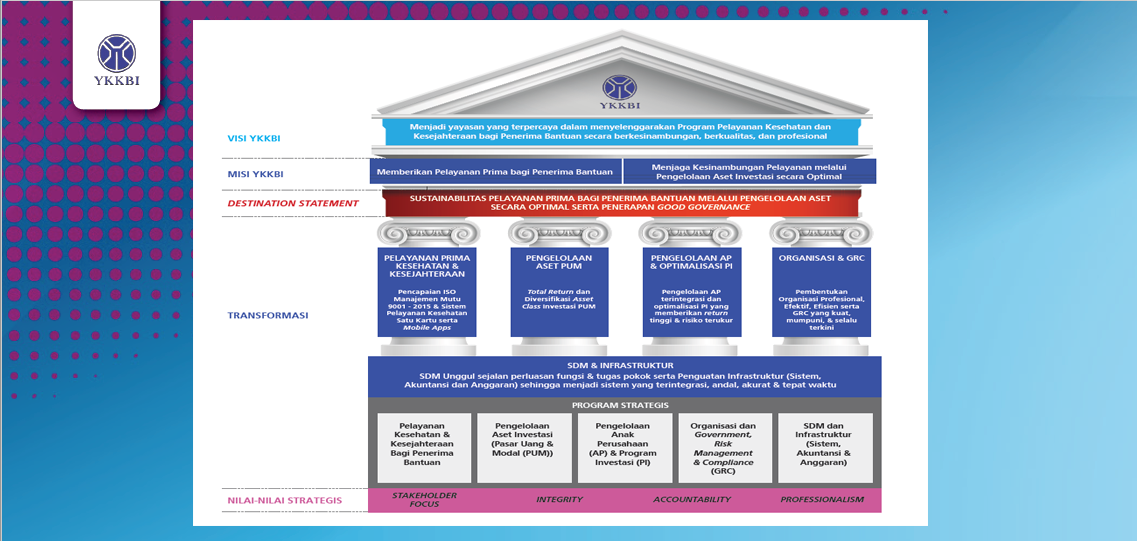 YKKBI
YKKBI
VISI YKKBI
Menjadi yayasan yang terpercaya dalam menyelenggarakan Program Pelayanan Kesehatan dan
Kesejahteraan bagi Penerima Bantuan secara berkesinambungan, berkualitas, dan profesional
MISI YKKBI
Memberikan Pelayanan Prima bagi Penerima Bantuan
Menjaga Kesinambungan Pelayanan melalui
Pengelolaan Aset Investasi secara Optimal
DESTINATION STATEMENT
SUSTAINABILITAS PELAYANAN PRIMA BAGI PENERIMA BANTUAN MELALUI PENGELOLAAN ASET
SECARA OPTIMAL SERTA PENERAPAN GOOD GOVERNANCE
TRANSFORMASI
PELAYANAN PRIMA
KESEHATAN &
KESEJAHTERAAN
Pencapaian ISO
Manajemen Mutu
9001 - 2015 & Sistem
Pelayanan Kesehatan
Satu Kartu serta
Mobile Apps
PENGELOLAAN
ASET PUM
Total Return dan
Diversifikasi Asset
Class Investasi PUM
PENGELOLAAN AP
& OPTIMALISASI PI
Pengelolaan AP
terintegrasi dan
optimalisasi PI yang
memberikan return
tinggi & risiko terukur
ORGANISASI & GRC
Pembentukan
Organisasi Profesional,
Efektif, Efisien serta
GRC yang kuat,
mumpuni, & selalu
terkini
SDM & INFRASTRUKTUR
SDM Unggul sejalan perluasan fungsi & tugas pokok serta Penguatan Infrastruktur (Sistem,
Akuntansi dan Anggaran) sehingga menjadi sistem yang terintegrasi, andal, akurat & tepat waktu
PROGRAM STRATEGIS
Pelayanan
Kesehatan &
Kesejahteraan
Bagi Penerima
Bantuan
Pengelolaan
Aset Investasi
(Pasar Uang &
Modal (PUM))
Pengelolaan
Anak
Perusahaan
(AP) & Program
Investasi (PI)
Organisasi dan
Government,
Risk
Management
& Compliance
(GRC)
SDM dan
Infrastruktur
(Sistem,
Akuntansi &
Anggaran)
NILAI-NILAI STRATEGIS
STAKEHOLDER
FOCUS
INTEGRITY
ACCOUNTABILITY
PROFESSIONALISM